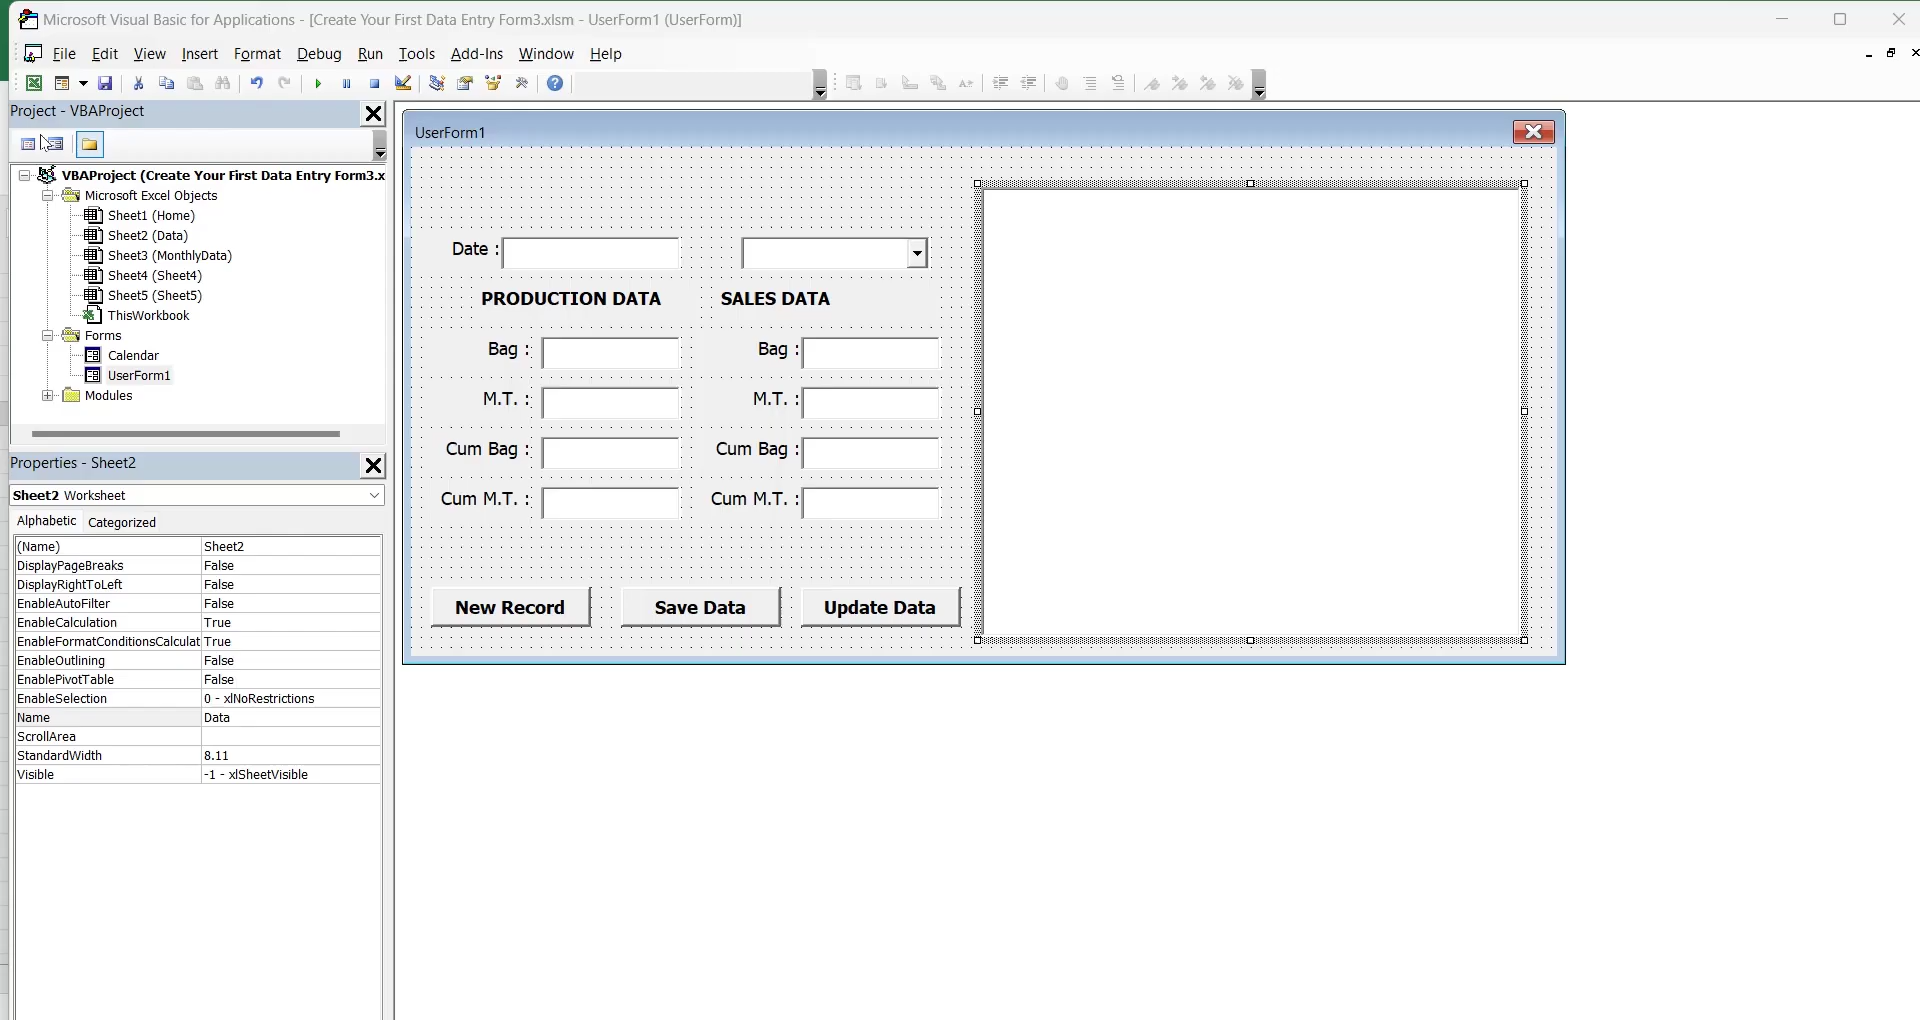 Microsoft Visual Basic for Applications - [Create Your First Data Entry Form3.xlsm - UserForm1 (UserForm)]
File Edit View Insert Format Debug Run Tools Add-Ins Window Help
Project - VBAProject
VBAProject (Create Your First Data Entry Form3.x
Microsoft Excel Objects
Sheet1 (Home)
Sheet2 (Data)
Sheet3 (MonthlyData)
Sheet4 (Sheet4)
Sheet5 (Sheet5)
ThisWorkbook
Forms
Calendar
UserForm1
Modules
Properties - Sheet2
Sheet2 Worksheet
Alphabetic Categorized
(Name) Sheet2
DisplayPageBreaks False
DisplayRightToLeft False
EnableAutoFilter False
EnableCalculation True
EnableFormatConditionsCalculat True
EnableOutlining False
EnablePivotTable False
EnableSelection 0 - xlNoRestrictions
Name Data
ScrollArea
StandardWidth 8.11
Visible -1 - xlSheetVisible
UserForm1
Date :
PRODUCTION DATA SALES DATA
Bag : Bag :
M.T. : M.T. :
Cum Bag : Cum Bag :
Cum M.T. : Cum M.T. :
New Record Save Data Update Data